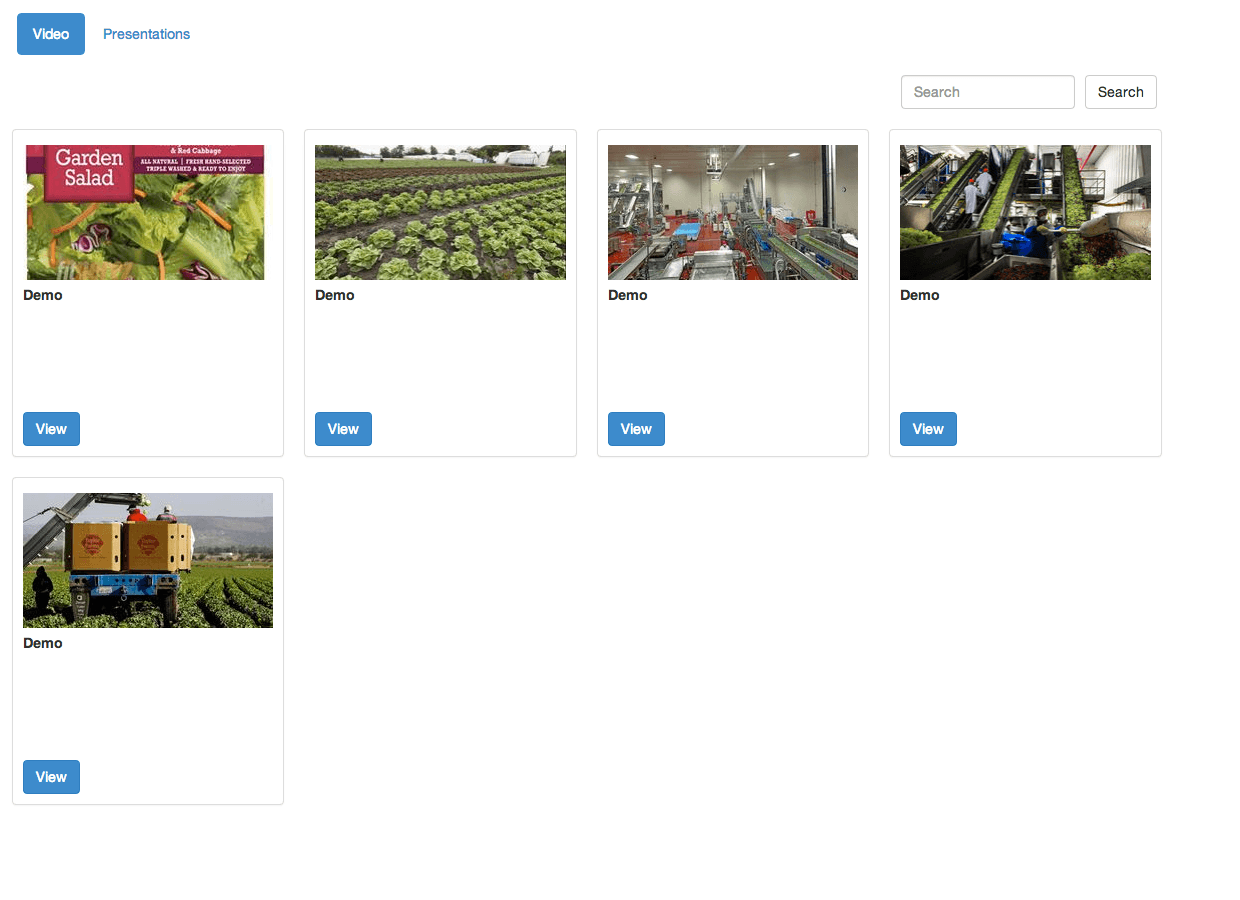 Video
Presentations
Search
Search
& Red Cabbage
Garden
Salad
ALL NATURAL | FRESH HAND-SELECTED
TRIPLE WASHED & READY TO ENJOY
Demo
Demo
Demo
Demo
View
View
View
View
Demo
View